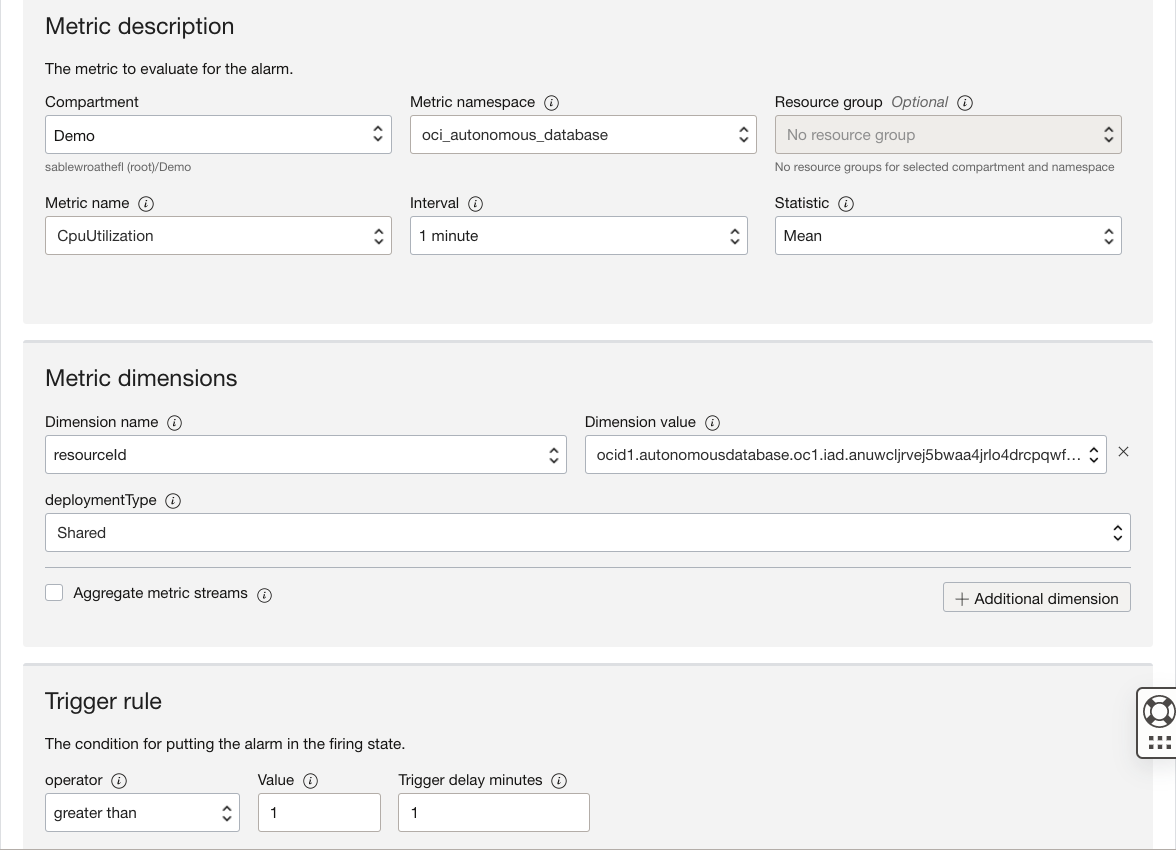 Metric description
The metric to evaluate for the alarm.
Compartment
Metric namespace
Resource group Optional
Demo
oci_autonomous_database
No resource group
sablewroathefl (root)/Demo
No resource groups for selected compartment and namespace
Metric name
Interval
Statistic
CpuUtilization
1 minute
Mean
Metric dimensions
Dimension name
Dimension value
resourceId
ocid1.autonomousdatabase.oc1.iad.anuwcljrvej5bwaa4jrlo4drcpqwf...
deploymentType
Shared
Aggregate metric streams
+ Additional dimension
Trigger rule
The condition for putting the alarm in the firing state.
operator
Value
Trigger delay minutes
greater than
1
1